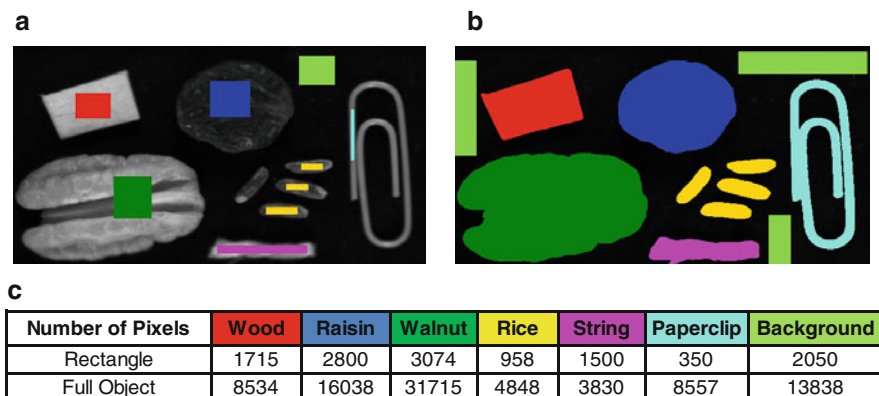 a
b
c
Number of Pixels Wood Raisin Walnut Rice String Paperclip Background
Rectangle 1715 2800 3074 958 1500 350 2050
Full Object 8534 16038 31715 4848 3830 8557 13838